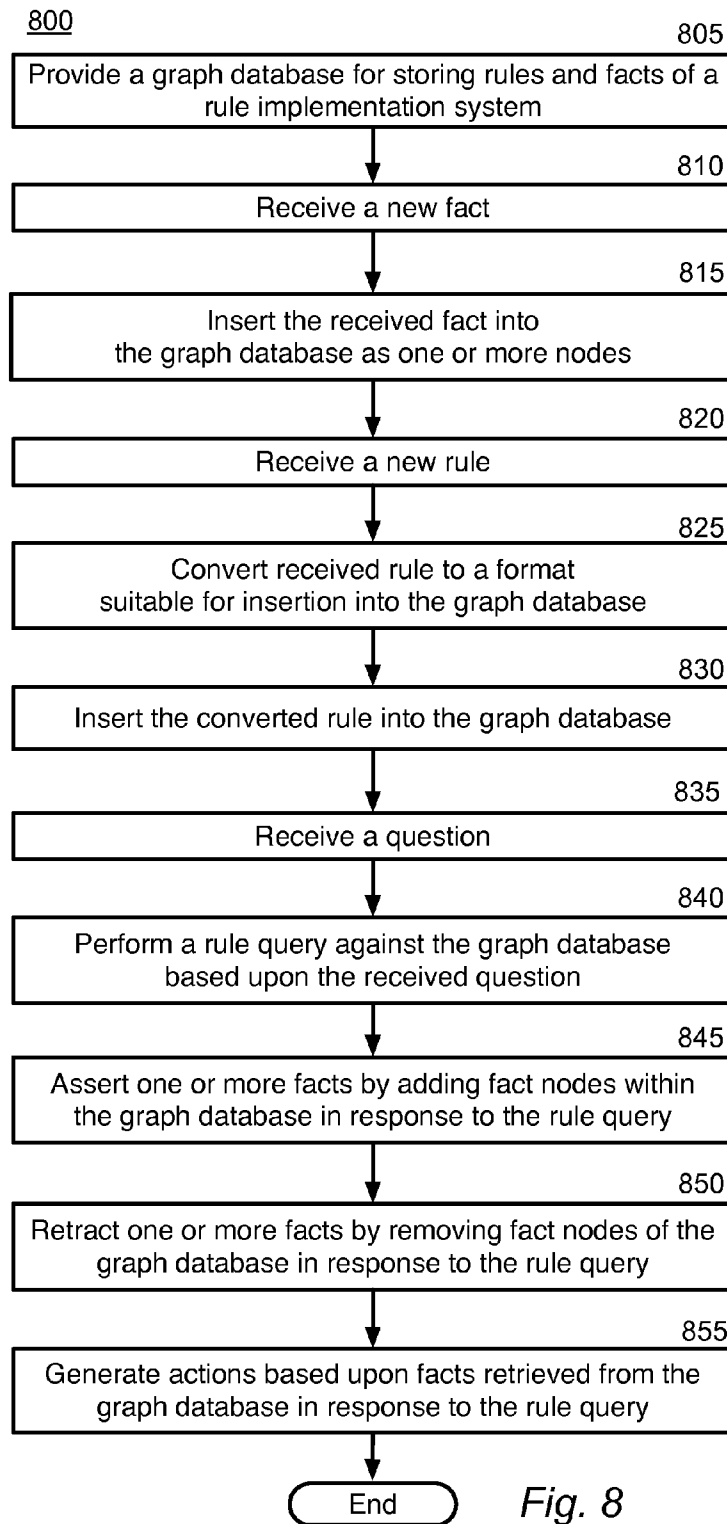 800
805
Provide a graph database for storing rules and facts of a
rule implementation system
810
Receive a new fact
815
Insert the received fact into
the graph database as one or more nodes
820
Receive a new rule
825
Convert received rule to a format
suitable for insertion into the graph database
830
Insert the converted rule into the graph database
835
Receive a question
840
Perform a rule query against the graph database
based upon the received question
845
Assert one or more facts by adding fact nodes within
the graph database in response to the rule query
850
Retract one or more facts by removing fact nodes of the
graph database in response to the rule query
855
Generate actions based upon facts retrieved from the
graph database in response to the rule query
End
Fig. 8